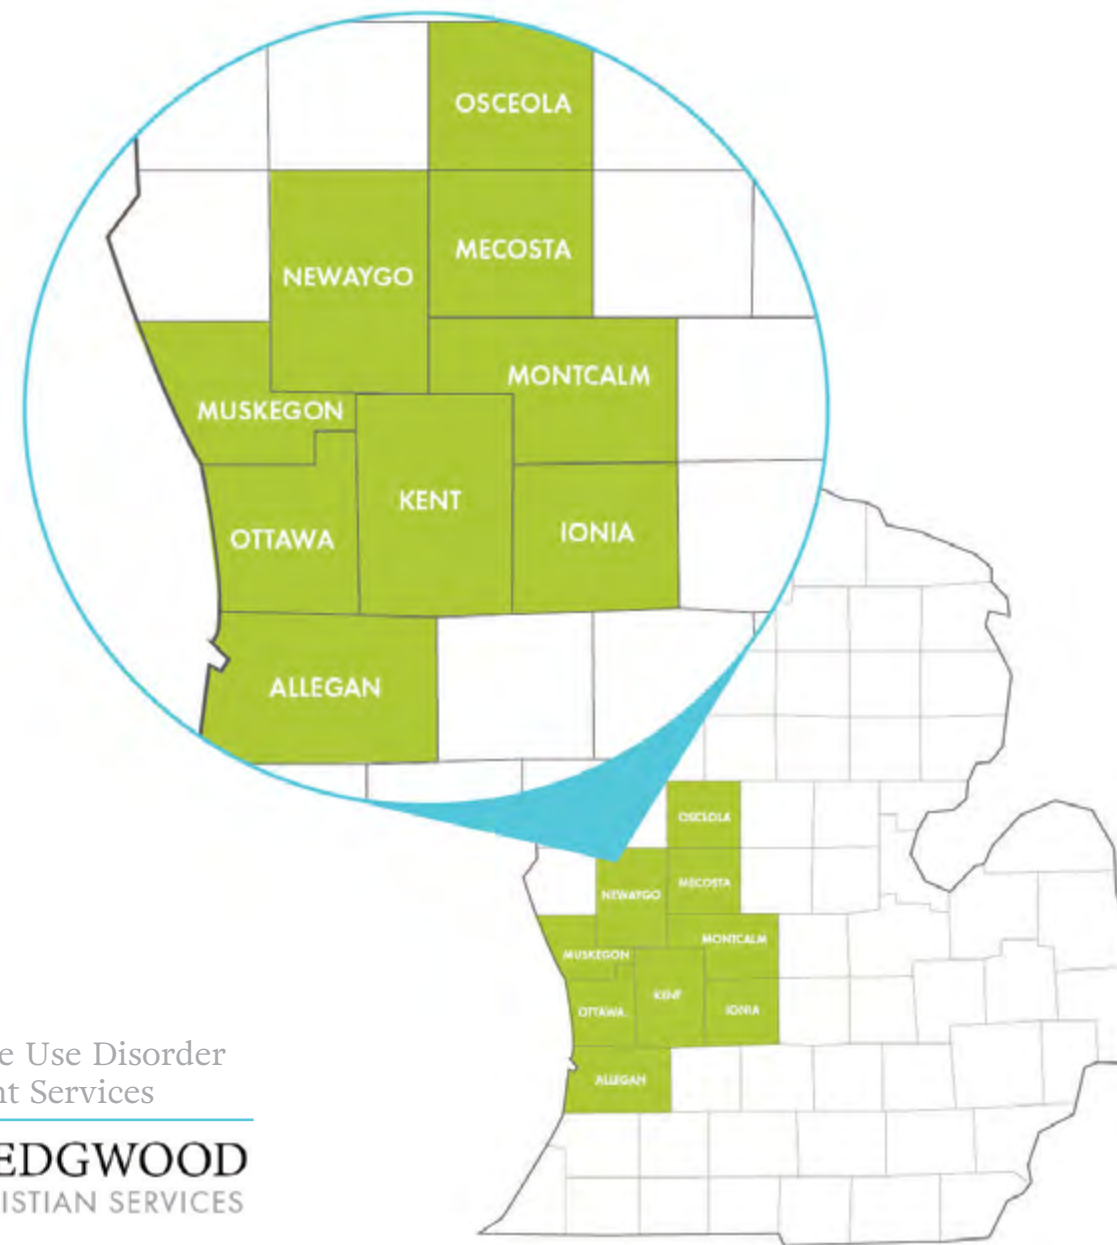 OSCEOLA
MECOSTA
NEWAYGO
MONTCALM
MUSKEGON
KENT
OTTAWA
IONIA
ALLEGAN
OSCEOLA
MECOSTA
NEWAYGO
MONTCALM
MUSKEGON
KENT
IONIA
OTTAWA
ALLEGAN
e Use Disorder
nt Services
EDGWOOD
ISTIAN SERVICES